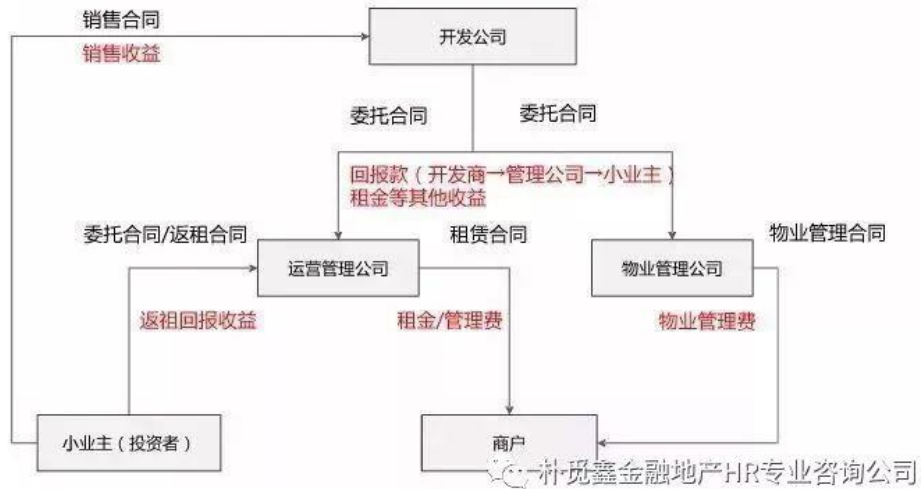 销售合同
销售收益
开发公司
委托合同
委托合同
回报款（开发商→管理公司→小业主）
租金等其他收益
委托合同/返租合同
租赁合同
物业管理合同
运营管理公司
物业管理公司
返祖回报收益
租金/管理费
物业管理费
小业主（投资者）
商户
朴觅鑫金融地产HR专业咨询公司